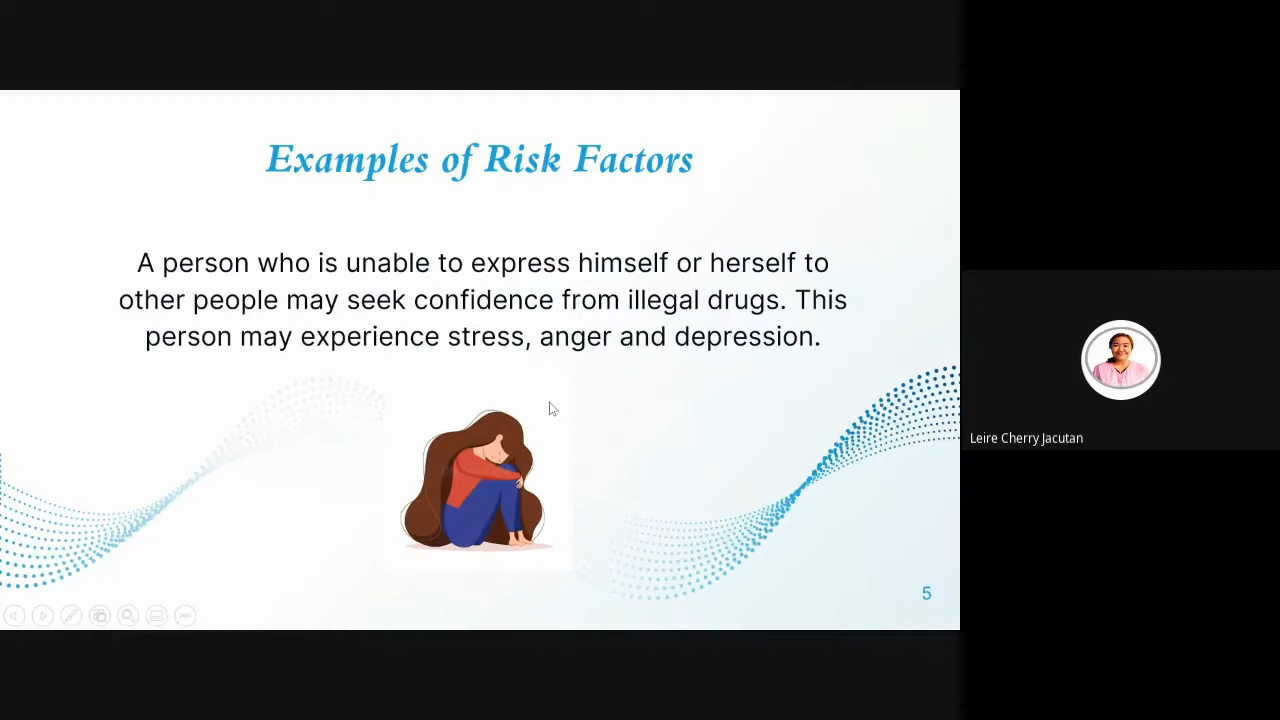 Examples of Risk Factors
A person who is unable to express himself or herself to
other people may seek confidence from illegal drugs. This
person may experience stress, anger and depression.
5
Leire Cherry Jacutan